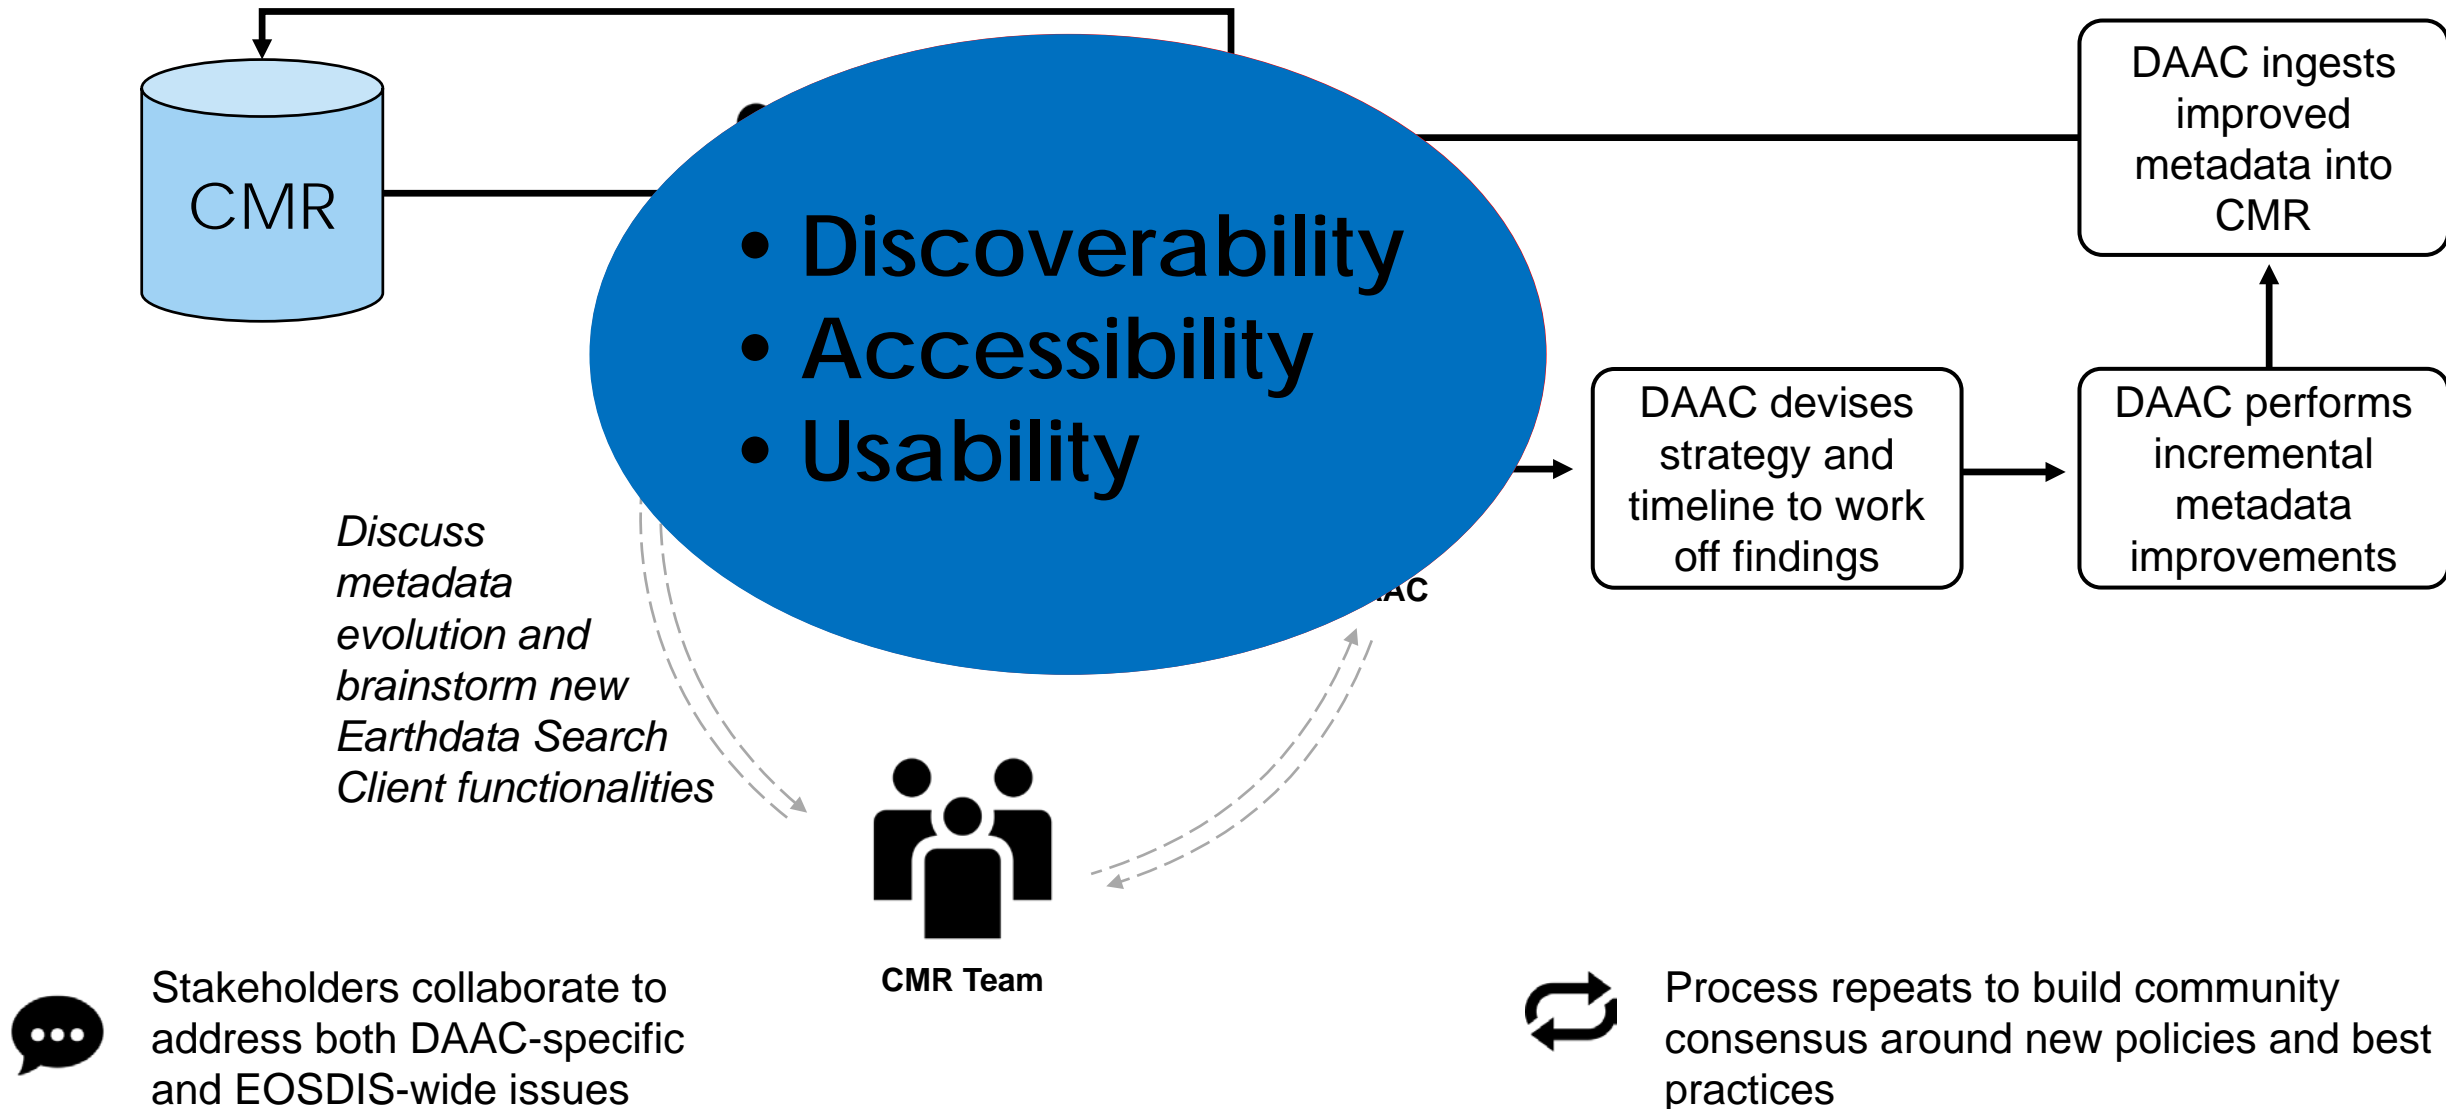 CMR
DAAC ingests
improved
metadata into
CMR
• Discoverability
• Accessibility
• Usability
DAAC devises
strategy and
timeline to work
off findings
DAAC performs
incremental
metadata
improvements
Discuss
metadata
evolution and
brainstorm new
Earthdata Search
Client functionalities
CMR Team
Stakeholders collaborate to
address both DAAC-specific
and EOSDIS-wide issues
Process repeats to build community
consensus around new policies and best
practices